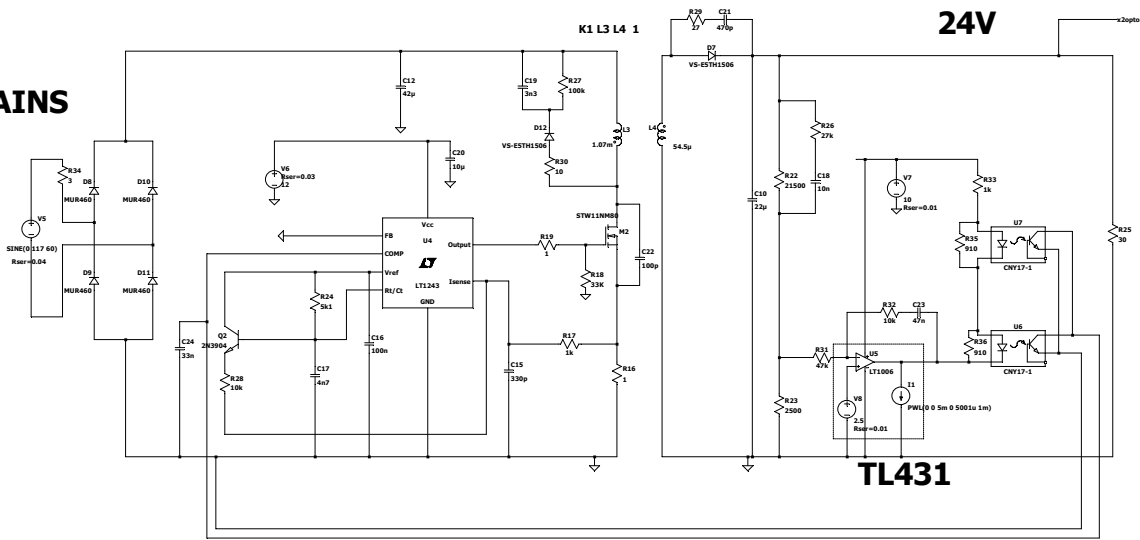 24V
x2opto
K1 L3 L4 1
R29
27
C21
470p
D7
VS-E5TH1506
AINS
C12
42µ
C19
3n3
R27
100k
D12
VS-E5TH1506
R30
10
L3
1.07m
L4
54.5µ
R26
27k
C18
10n
R22
21500
C10
22µ
R34
3
D8
MUR460
D10
MUR460
V5
SINE(0 117 60)
Rser=0.04
D9
MUR460
D11
MUR460
V6
Rser=0.03
12
C20
10µ
STW11NM80
M2
C22
100p
V7
10
Rser=0.01
R33
1k
R25
30
U7
R35
910
CNY17-1
Vcc
FB
U4
COMP
Output
Vref
LT1243
Isense
Rt/Ct
GND
R19
1
R18
33K
R24
5k1
Q2
2N3904
C24
33n
R28
10k
C17
4n7
C16
100n
C15
330p
R17
1k
R16
1
R32
10k
C23
47n
U6
R36
910
CNY17-1
R31
47k
U5
LT1006
V8
2.5
Rser=0.01
I1
PWL(0 0 5m 0 5001u 1m)
R23
2500
TL431